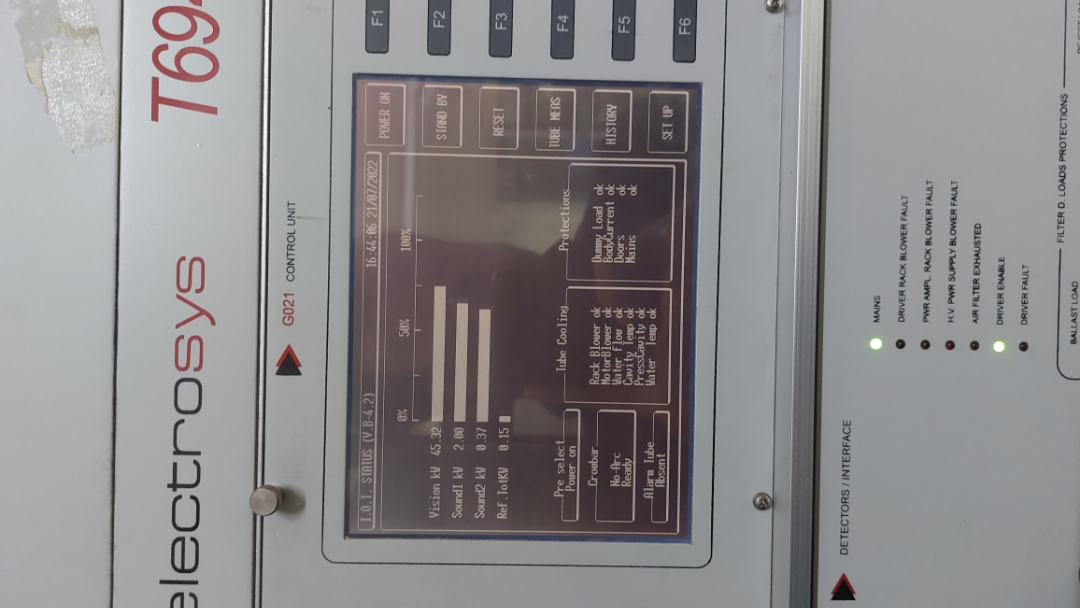 electrosys T694
G021 CONTROL UNIT
I.O.T. STATUS (V.B-4.2) 16:44:06 21/07/2022
0% 50% 100%
Vision kW 45.32
Sound1 kW 2.00
Sound2 kW 0.37
Ref.TotKW 0.15
Pre select
Power on
Crowbar
No-Arc
Ready
Alarm Tube
Absent
Tube Cooling
Rack Blower ok
MotorBlower ok
Water Flow ok
Cavity Temp ok
PressCavity ok
Water Temp ok
Protections
Dummy Load ok
BodyCurrent ok
Doors ok
Mains ok
POWER ON
STAND BY
RESET
TUBE MEAS
HISTORY
SET UP
F1
F2
F3
F4
F5
F6
DETECTORS / INTERFACE
MAINS
DRIVER RACK BLOWER FAULT
PWR AMPL. RACK BLOWER FAULT
H.V. PWR SUPPLY BLOWER FAULT
AIR FILTER EXHAUSTED
DRIVER ENABLE
DRIVER FAULT
FILTER D. LOADS PROTECTIONS
BALLAST LOAD